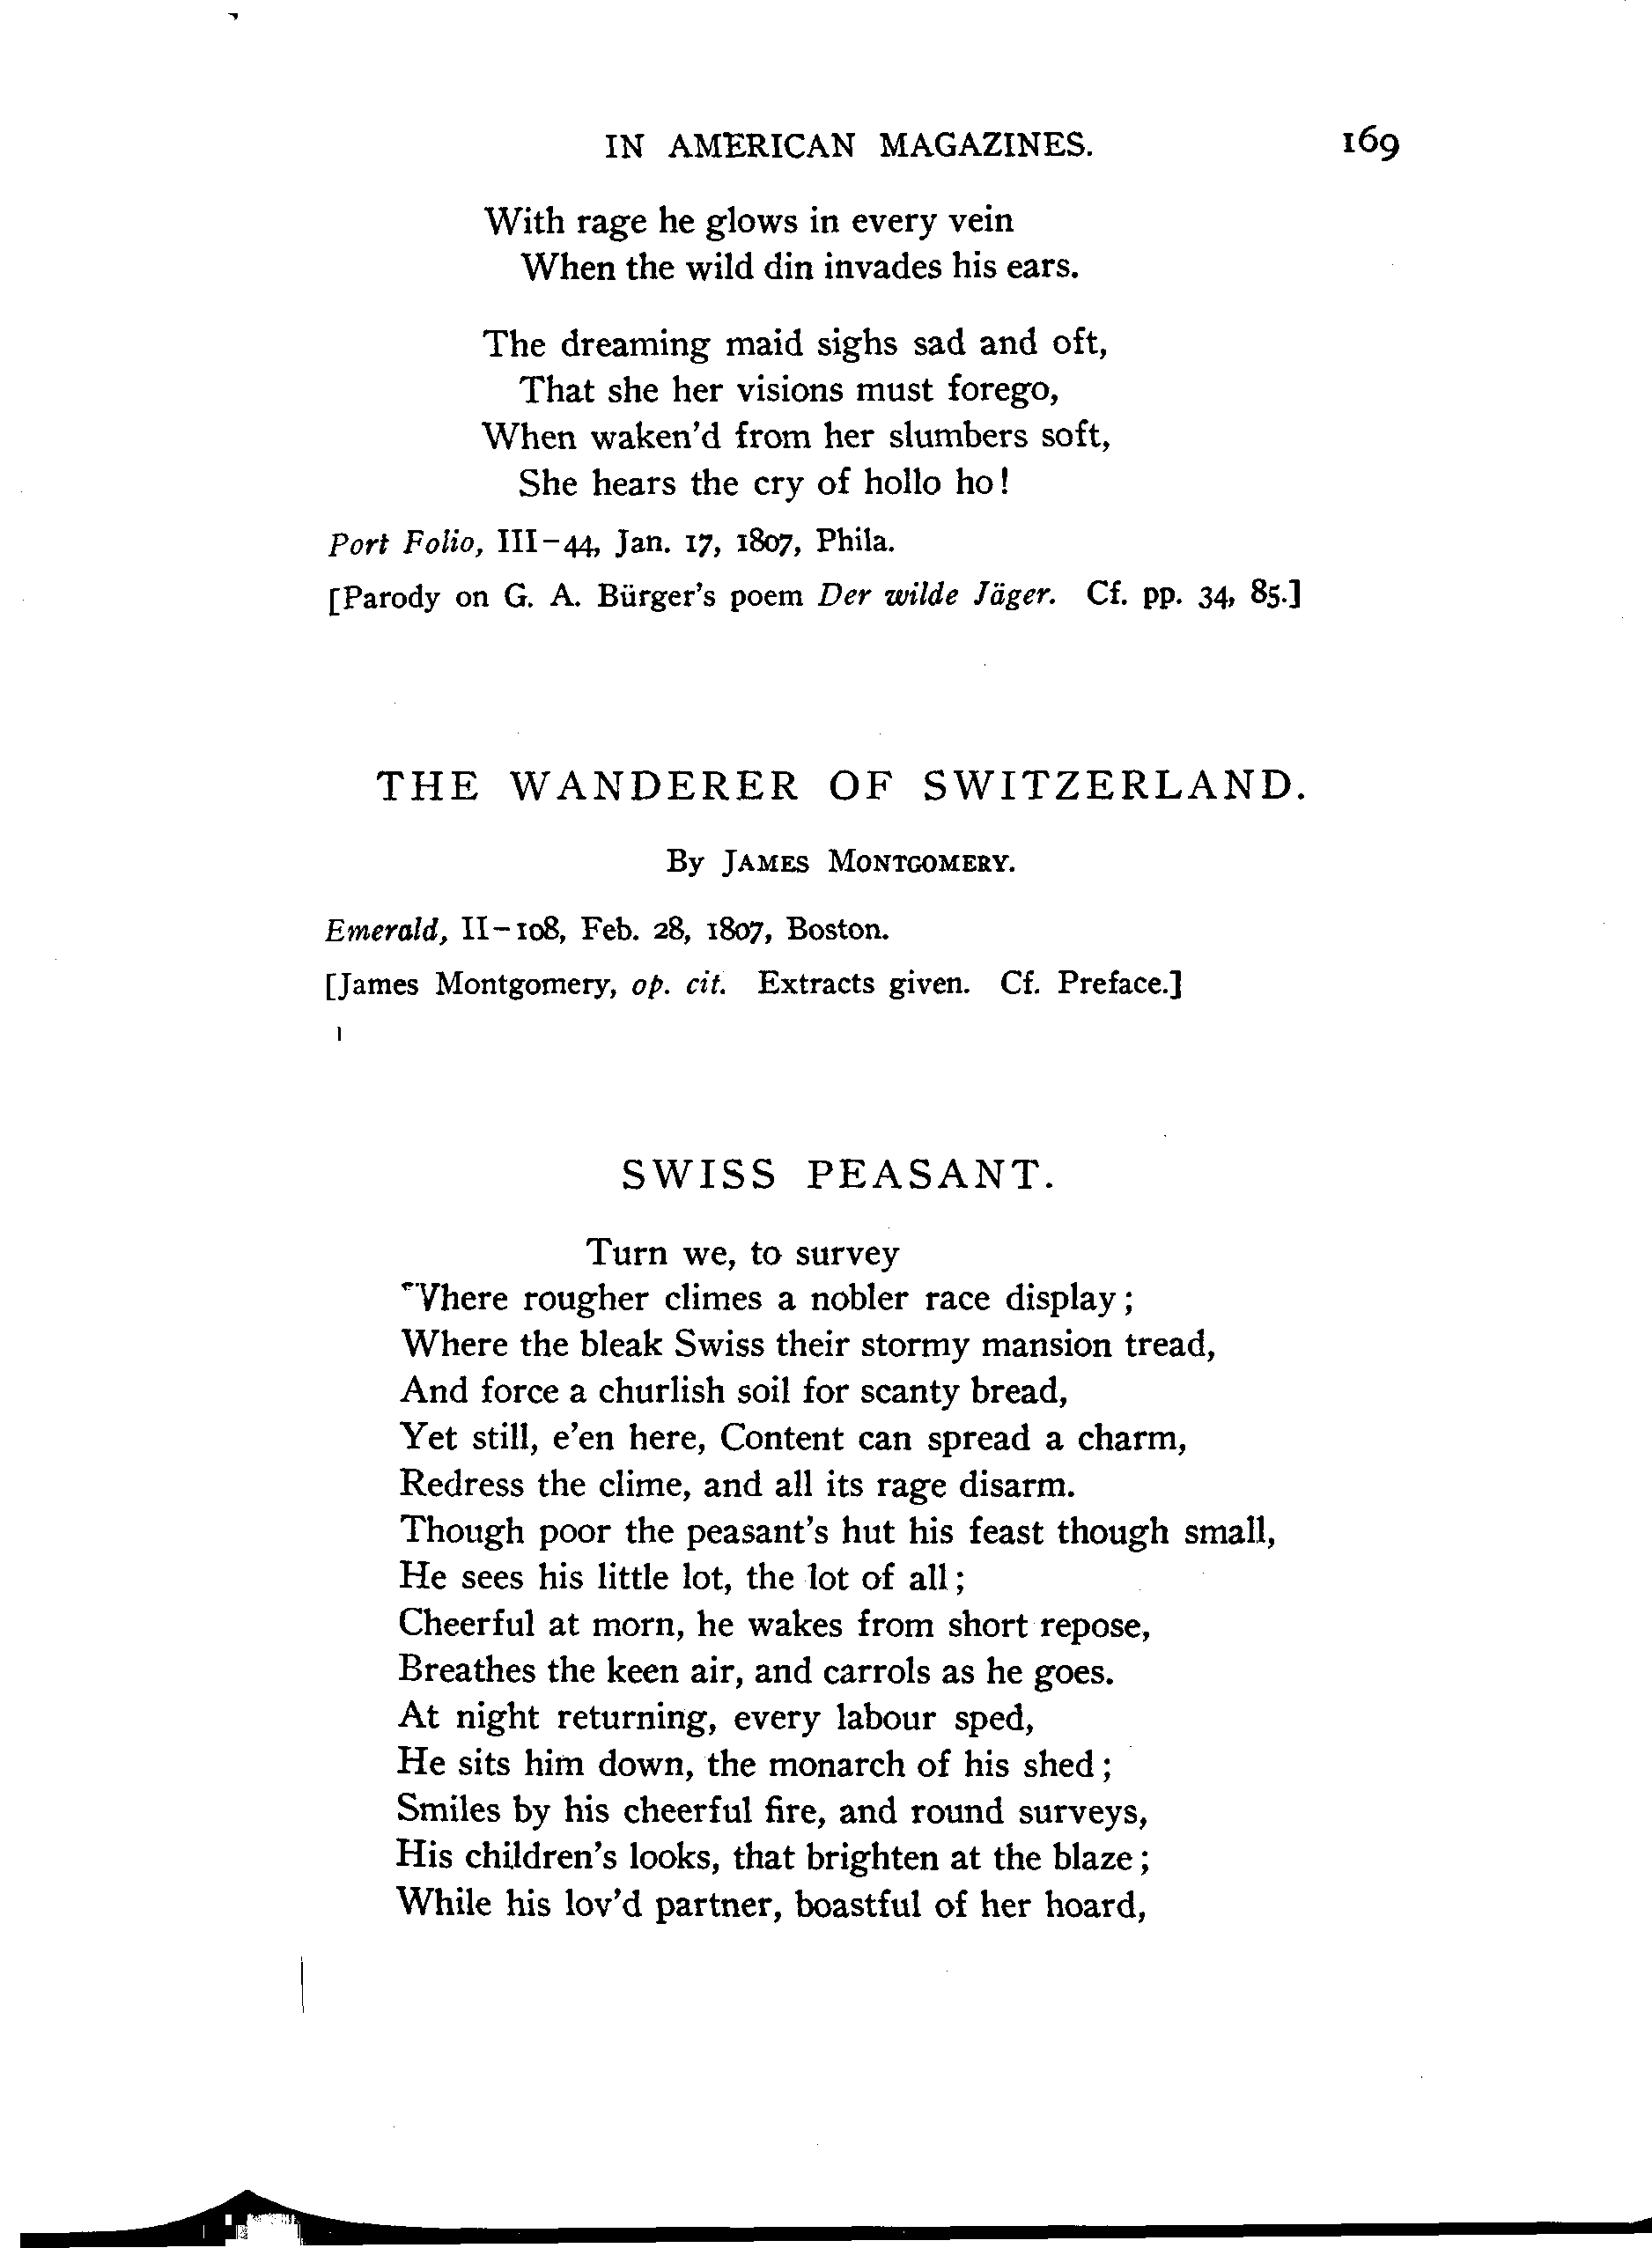 IN AMERICAN MAGAZINES. 169
With rage he glows in every vein
When the wild din invades his ears.
The dreaming maid sighs sad and oft,
That she her visions must forego,
When waken'd from her slumbers soft,
She hears the cry of hollo ho!
Port Folio, III-44, Jan. 17, 1807, Phila.
[Parody on G. A. Bürger's poem Der wilde Jäger. Cf. pp. 34, 85.]
THE WANDERER OF SWITZERLAND.
By JAMES MONTGOMERY.
Emerald, II-108, Feb. 28, 1807, Boston.
[James Montgomery, op. cit. Extracts given. Cf. Preface.]
SWISS PEASANT.
Turn we, to survey
Where rougher climes a nobler race display;
Where the bleak Swiss their stormy mansion tread,
And force a churlish soil for scanty bread,
Yet still, e'en here, Content can spread a charm,
Redress the clime, and all its rage disarm.
Though poor the peasant's hut his feast though small,
He sees his little lot, the lot of all;
Cheerful at morn, he wakes from short repose,
Breathes the keen air, and carrols as he goes.
At night returning, every labour sped,
He sits him down, the monarch of his shed;
Smiles by his cheerful fire, and round surveys,
His children's looks, that brighten at the blaze;
While his lov'd partner, boastful of her hoard,